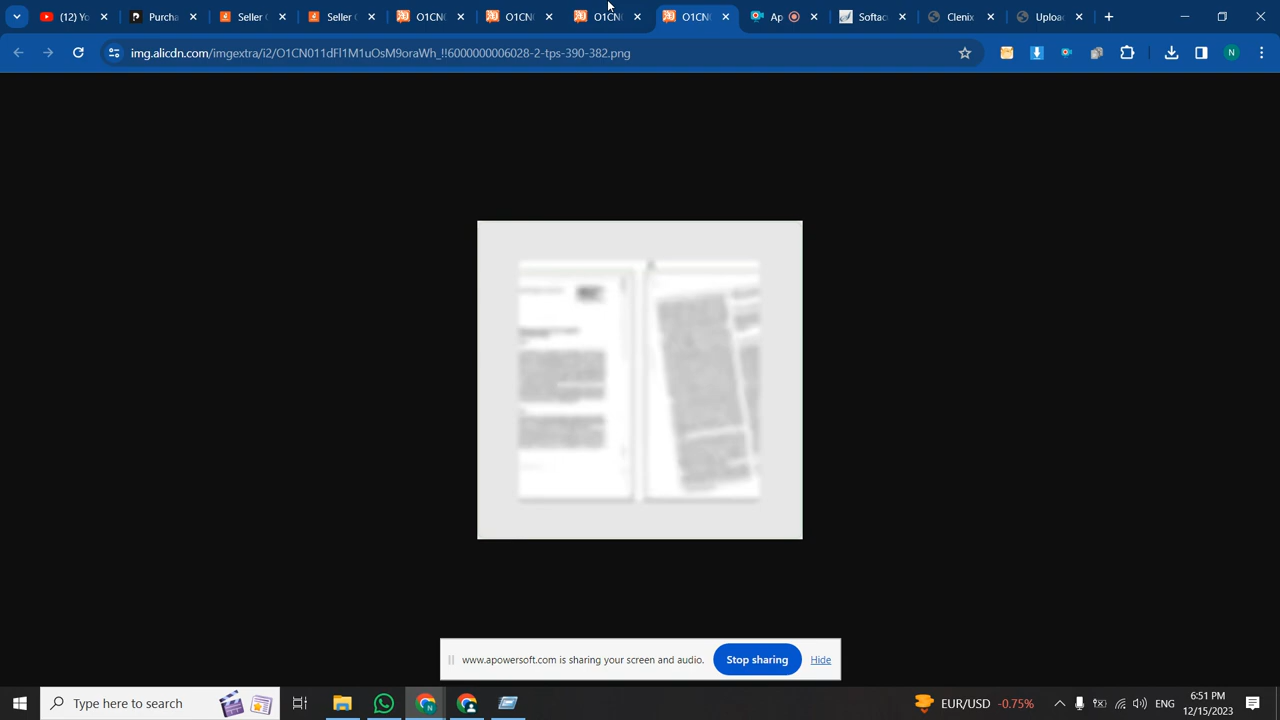 (12) Yo
Purcha
Seller
Seller
O1CN
O1CN
O1CN
O1CN
Ap
Softac
Clenix
Upload
img.alicdn.com/imgextra/i2/O1CN011dFI1M1uOsM9oraWh_!!6000000006028-2-tps-390-382.png
N
www.apowersoft.com is sharing your screen and audio.
Stop sharing
Hide
Type here to search
N
EUR/USD -0.75%
ENG
6:51 PM
12/15/2023